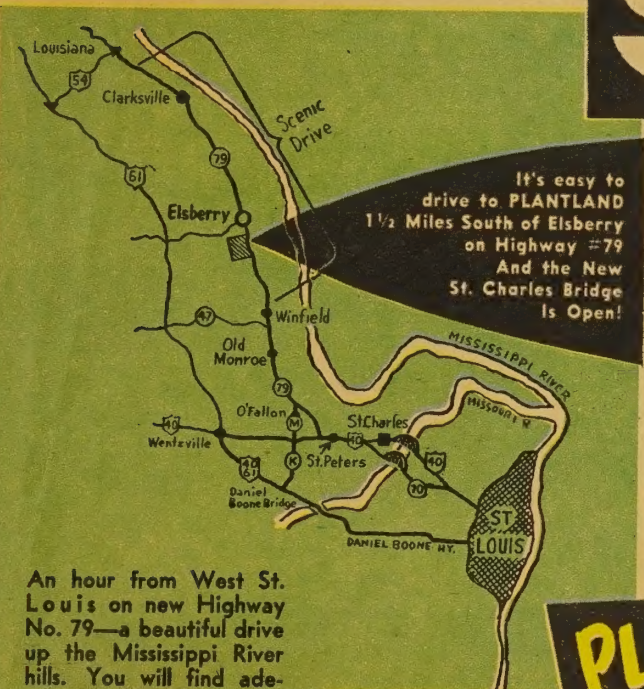 Louisiana
54
Clarksville
Scenic
Drive
79
61
It's easy to
drive to PLANTLAND
1½ Miles South of Elsberry
on Highway #79
And the New
St. Charles Bridge
Is Open!
Elsberry
47
Winfield
Old
Monroe
MISSISSIPPI RIVER
79
MISSOURI R.
O'Fallon
M
St.Charles
40
Wentzville
40
40
St.Peters
K
40
61
70
Daniel
Boone Bridge
ST.
LOUIS
DANIEL BOONE HY.
An hour from West St.
Louis on new Highway
No. 79—a beautiful drive
up the Mississippi River
hills. You will find ade-